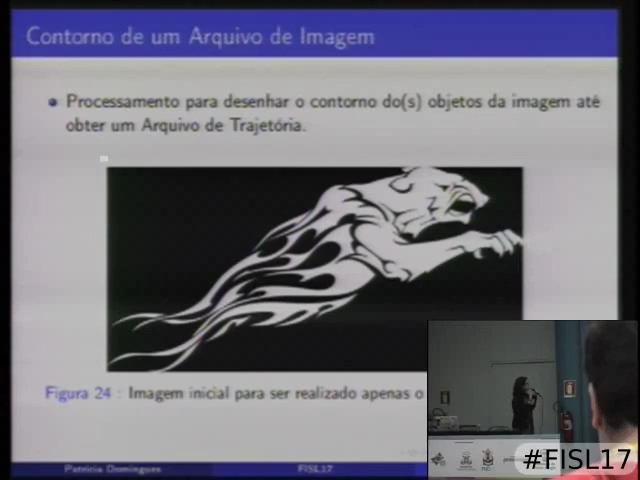 Contorno de um Arquivo de Imagem
Processamento para desenhar o contorno do(s) objetos da imagem até
obter um Arquivo de Trajetória.
Figura 24 : Imagem inicial para ser realizado apenas o
Patricia Domingues
FISL17
#FISL17